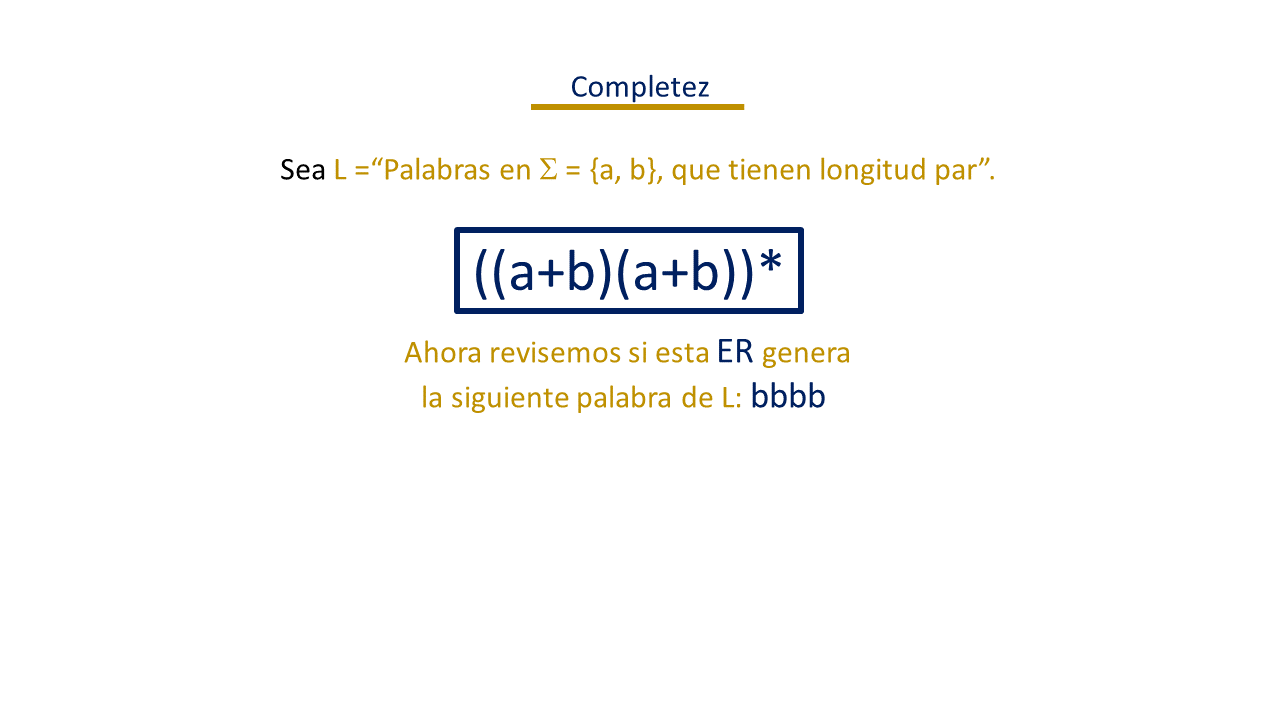 Completez
Sea L =“Palabras en Σ = {a, b}, que tienen longitud par”.
((a+b)(a+b))*
Ahora revisemos si esta ER genera
la siguiente palabra de L: bbbb